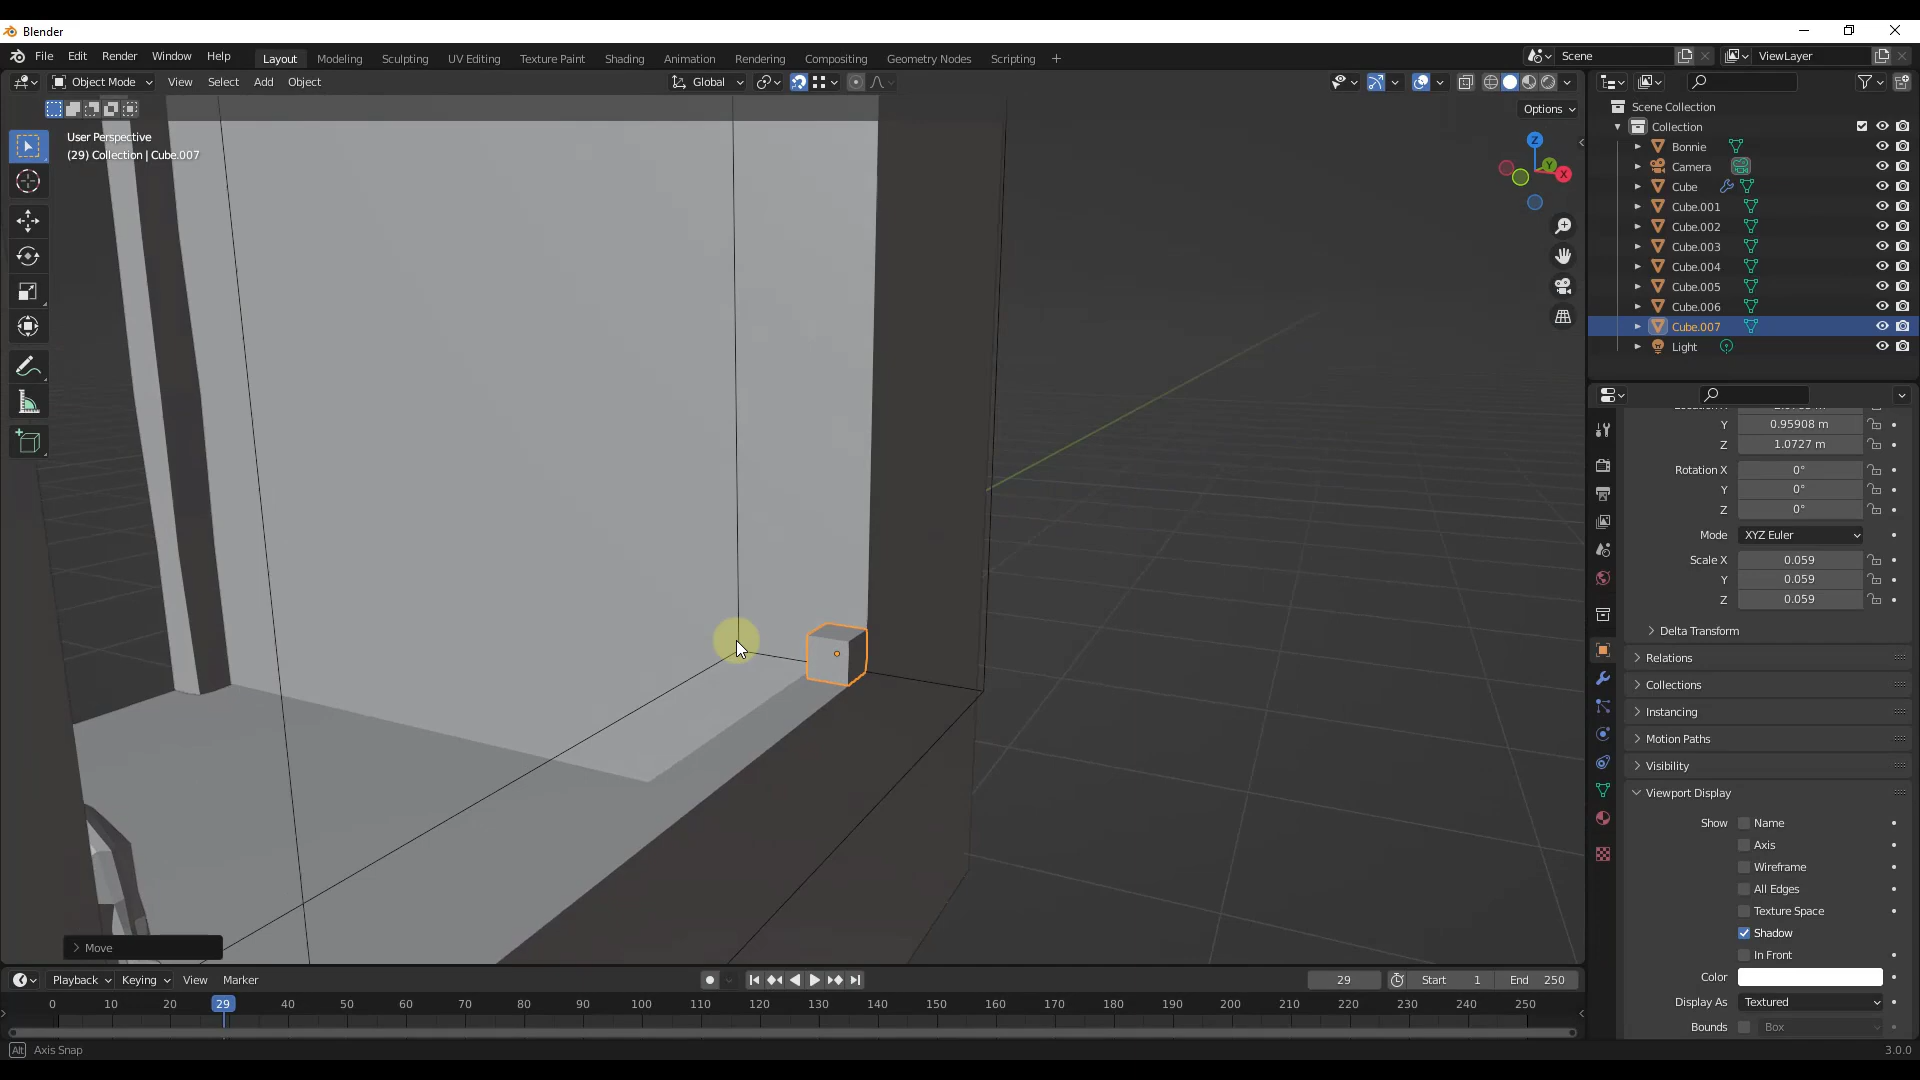 Blender
File Edit Render Window Help
Layout Modeling Sculpting UV Editing Texture Paint Shading Animation Rendering Compositing Geometry Nodes Scripting +
Scene
ViewLayer
Object Mode View Select Add Object
Global
Options
User Perspective
(29) Collection | Cube.007
Z
Y
X
Scene Collection
Collection
Bonnie
Camera
Cube
Cube.001
Cube.002
Cube.003
Cube.004
Cube.005
Cube.006
Cube.007
Light
Y 0.95908 m
Z 1.0727 m
Rotation X 0°
Y 0°
Z 0°
Mode XYZ Euler
Scale X 0.059
Y 0.059
Z 0.059
Delta Transform
Relations
Collections
Instancing
Motion Paths
Visibility
Viewport Display
Show Name
Axis
Wireframe
All Edges
Texture Space
Shadow
In Front
Color
Display As Textured
Bounds Box
Move
Playback Keying View Marker
29 Start 1 End 250
0 10 20 29 40 50 60 70 80 90 100 110 120 130 140 150 160 170 180 190 200 210 220 230 240 250
Alt Axis Snap
3.0.0